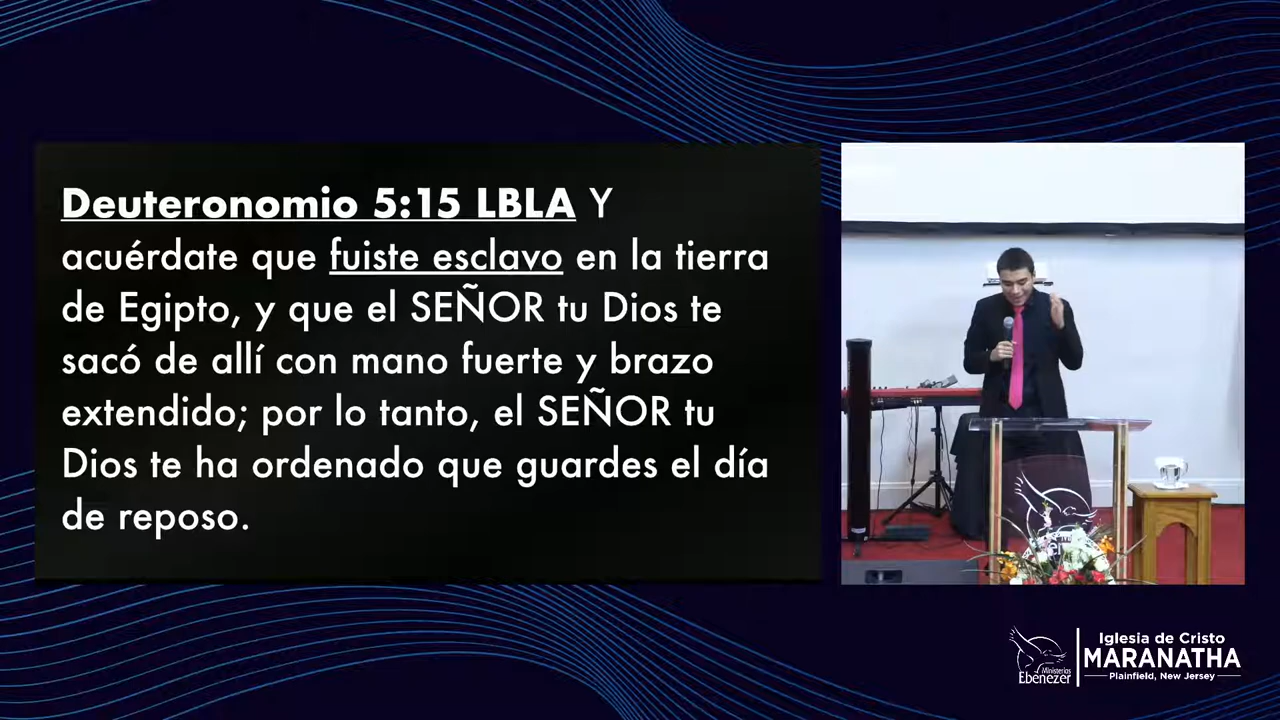 Deuteronomio 5:15 LBLA Y
acuérdate que fuiste esclavo en la tierra
de Egipto, y que el SEÑOR tu Dios te
sacó de allí con mano fuerte y brazo
extendido; por lo tanto, el SEÑOR tu
Dios te ha ordenado que guardes el día
de reposo.
Ministerios
Ebenezer
Iglesia de Cristo
MARANATHA
Plainfield, New Jersey